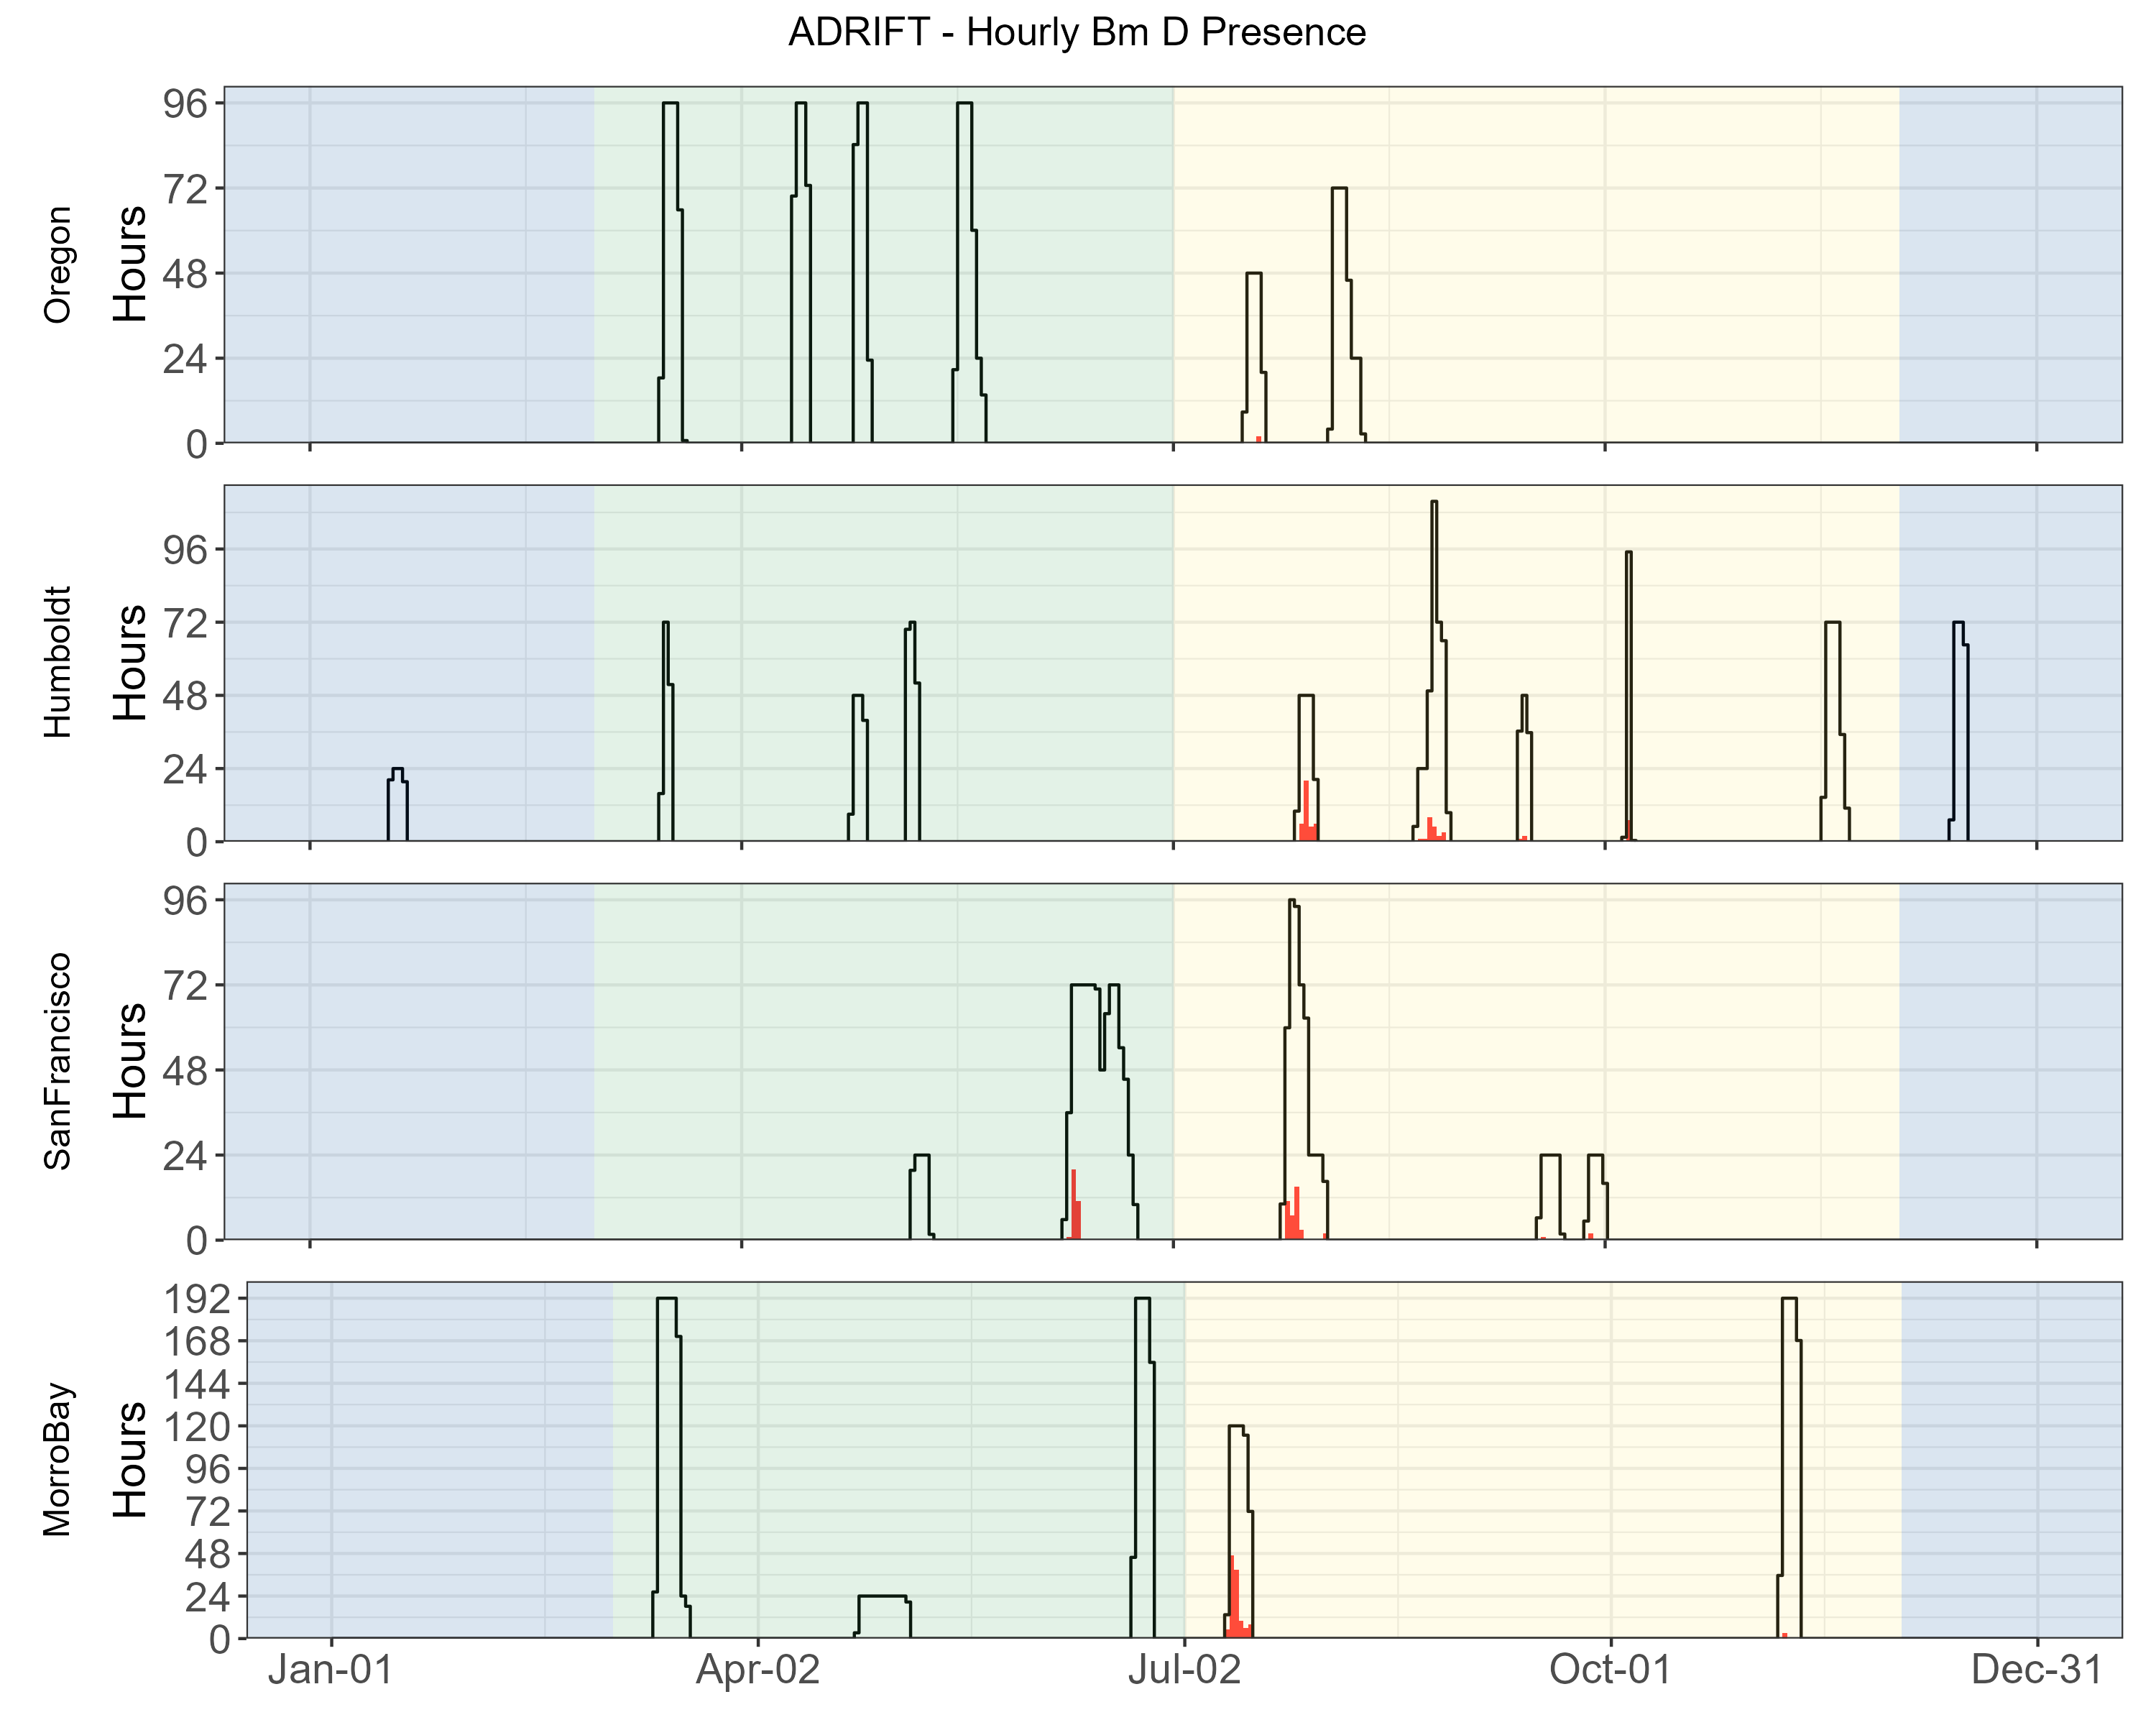 ADRIFT - Hourly Bm D Presence
Oregon
Hours
96
72
48
24
0
Humboldt
Hours
96
72
48
24
0
SanFrancisco
Hours
96
72
48
24
0
MorroBay
Hours
192
168
144
120
96
72
48
24
0
Jan-01 Apr-02 Jul-02 Oct-01 Dec-31